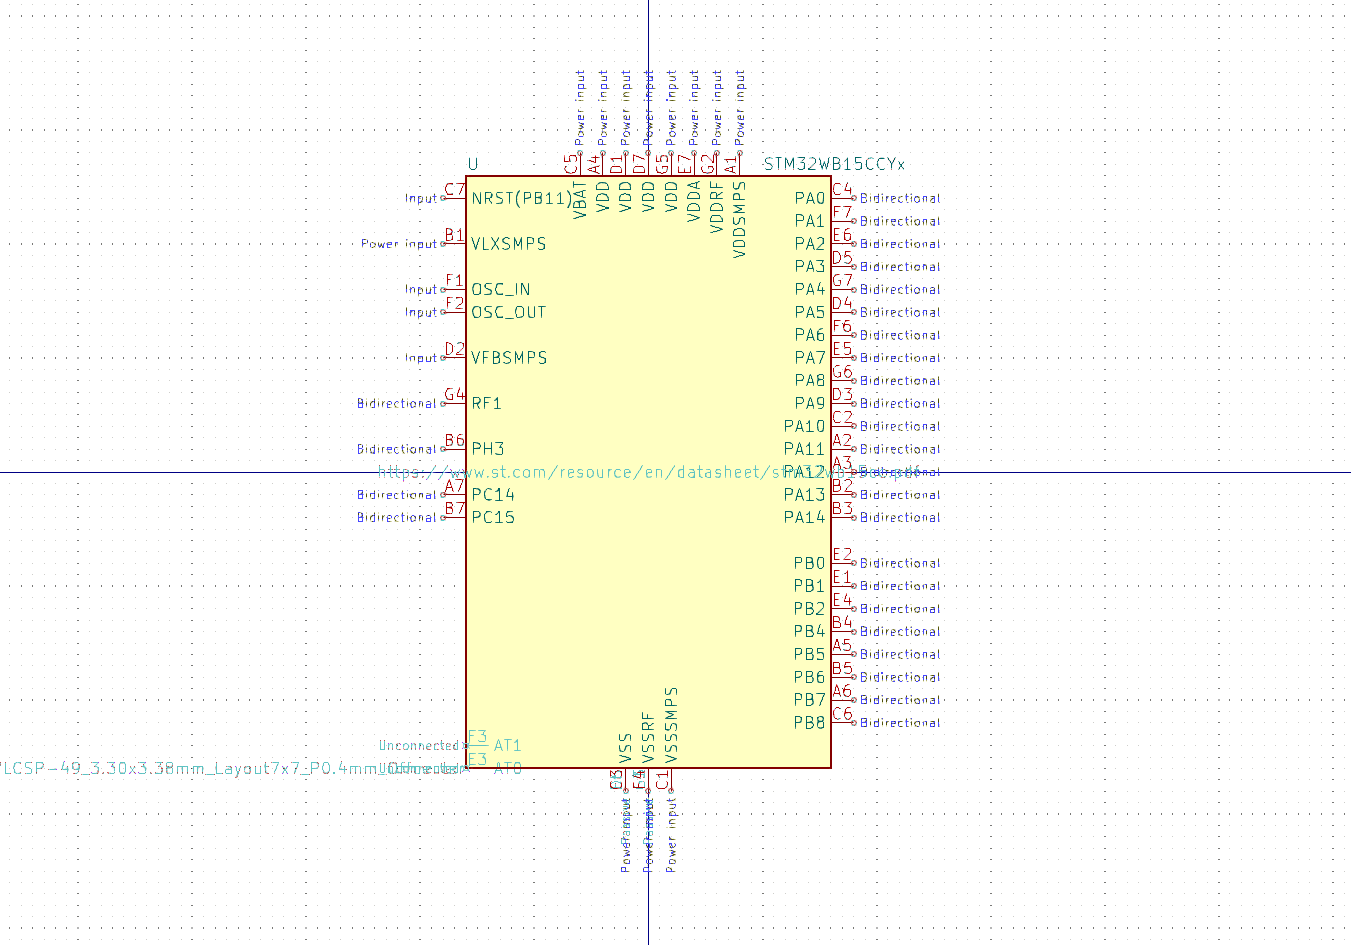 Power input Power input Power input Power input Power input Power input Power input Power input
C5 A4 D1 D7 G5 E7 G2 A1
U STM32WB15CCYx
VBAT VDD VDD VDD VDD VDDA VDDRF VDDSMPS
Input C7 NRST(PB11) PA0 C4 Bidirectional
PA1 F7 Bidirectional
Power input B1 VLXSMPS PA2 E6 Bidirectional
PA3 D5 Bidirectional
Input F1 OSC_IN PA4 G7 Bidirectional
Input F2 OSC_OUT PA5 D4 Bidirectional
PA6 F6 Bidirectional
Input D2 VFBSMPS PA7 E5 Bidirectional
PA8 G6 Bidirectional
Bidirectional G4 RF1 PA9 D3 Bidirectional
PA10 C2 Bidirectional
Bidirectional B6 PH3 PA11 A2 Bidirectional
https://www.st.com/resource/en/datasheet/stm32wb15cc.pdf PA12 A3 Bidirectional
Bidirectional A7 PC14 PA13 B2 Bidirectional
Bidirectional B7 PC15 PA14 B3 Bidirectional
PB0 E2 Bidirectional
PB1 E1 Bidirectional
PB2 E4 Bidirectional
PB4 B4 Bidirectional
PB5 A5 Bidirectional
PB6 B5 Bidirectional
PB7 A6 Bidirectional
PB8 C6 Bidirectional
Unconnected F3 AT1
LCSP-49_3.30x3.38mm_Layout7x7_P0.4mm_Offcenter Unconnected E3 AT0
VSS VSSRF VSSSMPS
C3 F4 C1
Power input Power input Power input